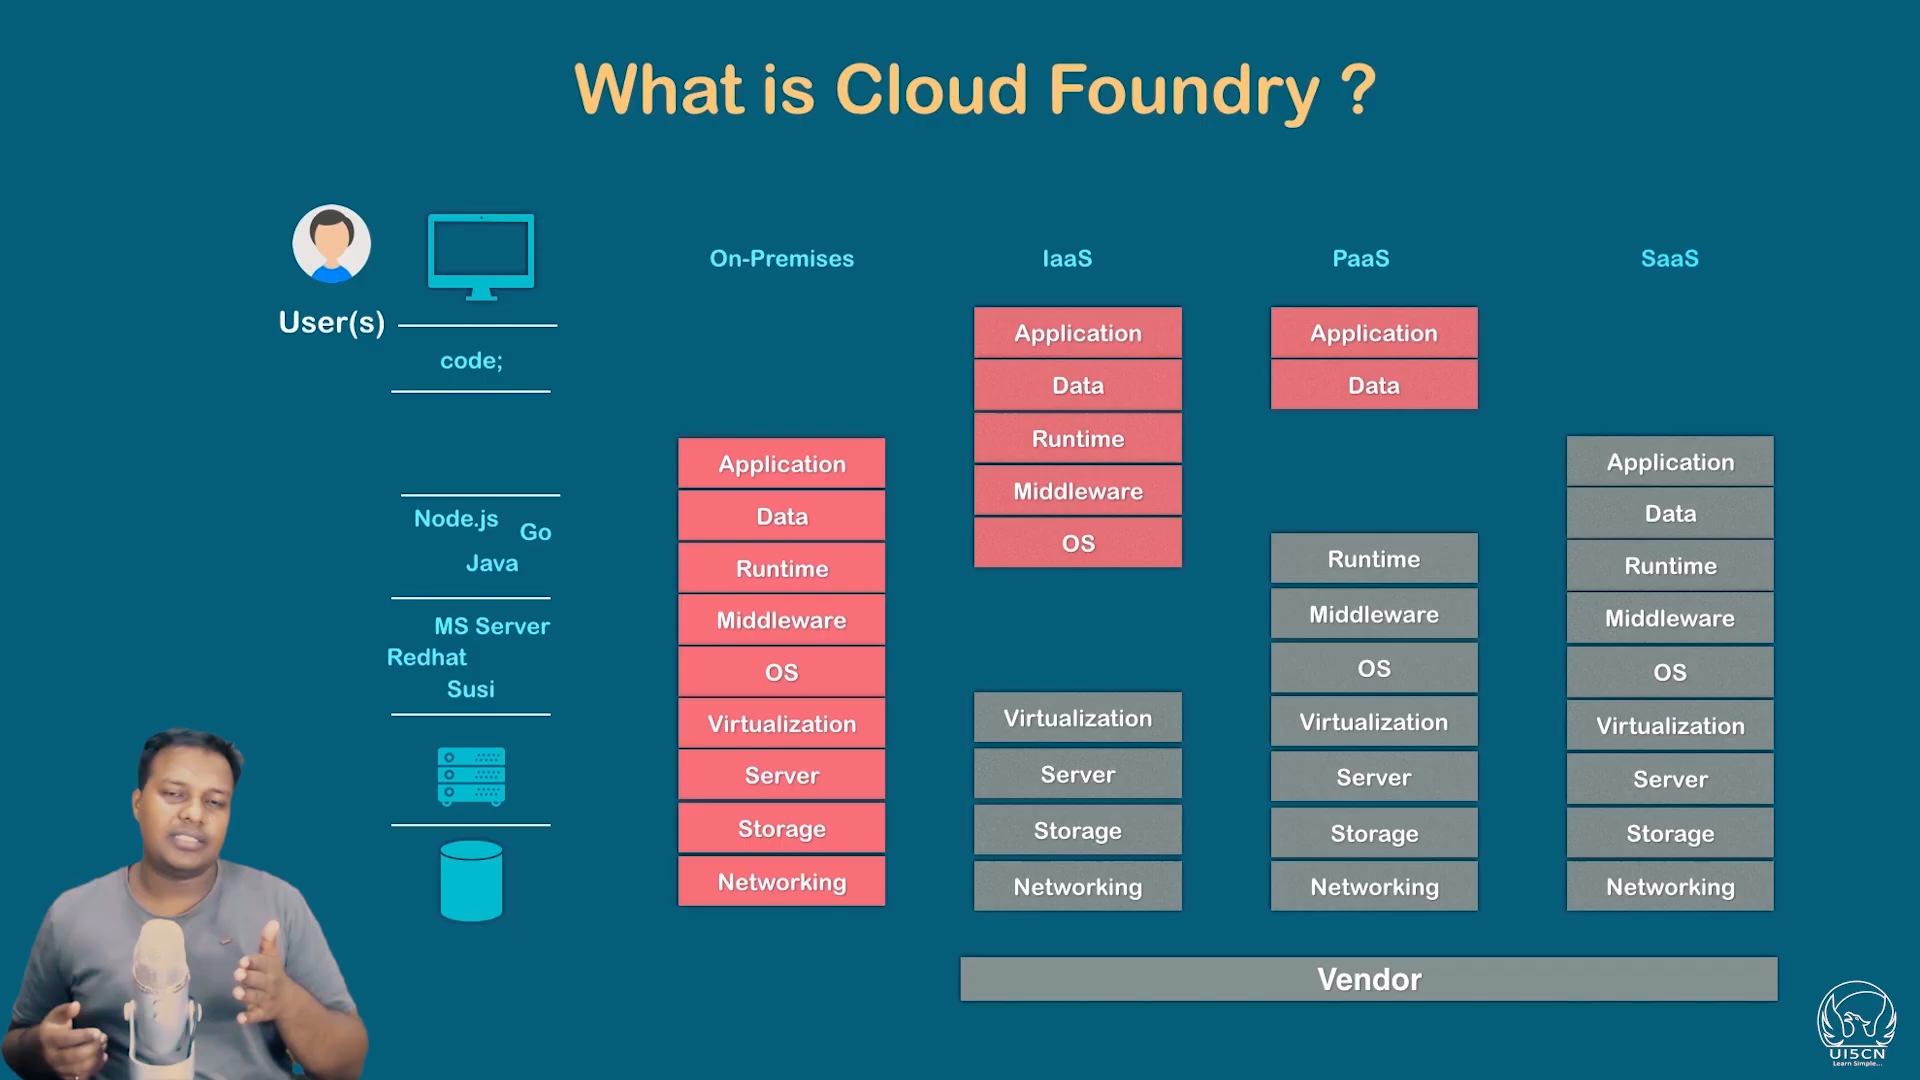 What is Cloud Foundry ?
User(s)
code;
Node.js
Go
Java
MS Server
Redhat
Susi
On-Premises
Application
Data
Runtime
Middleware
OS
Virtualization
Server
Storage
Networking
IaaS
Application
Data
Runtime
Middleware
OS
Virtualization
Server
Storage
Networking
PaaS
Application
Data
Runtime
Middleware
OS
Virtualization
Server
Storage
Networking
SaaS
Application
Data
Runtime
Middleware
OS
Virtualization
Server
Storage
Networking
Vendor
UI5CN
Learn Simple...